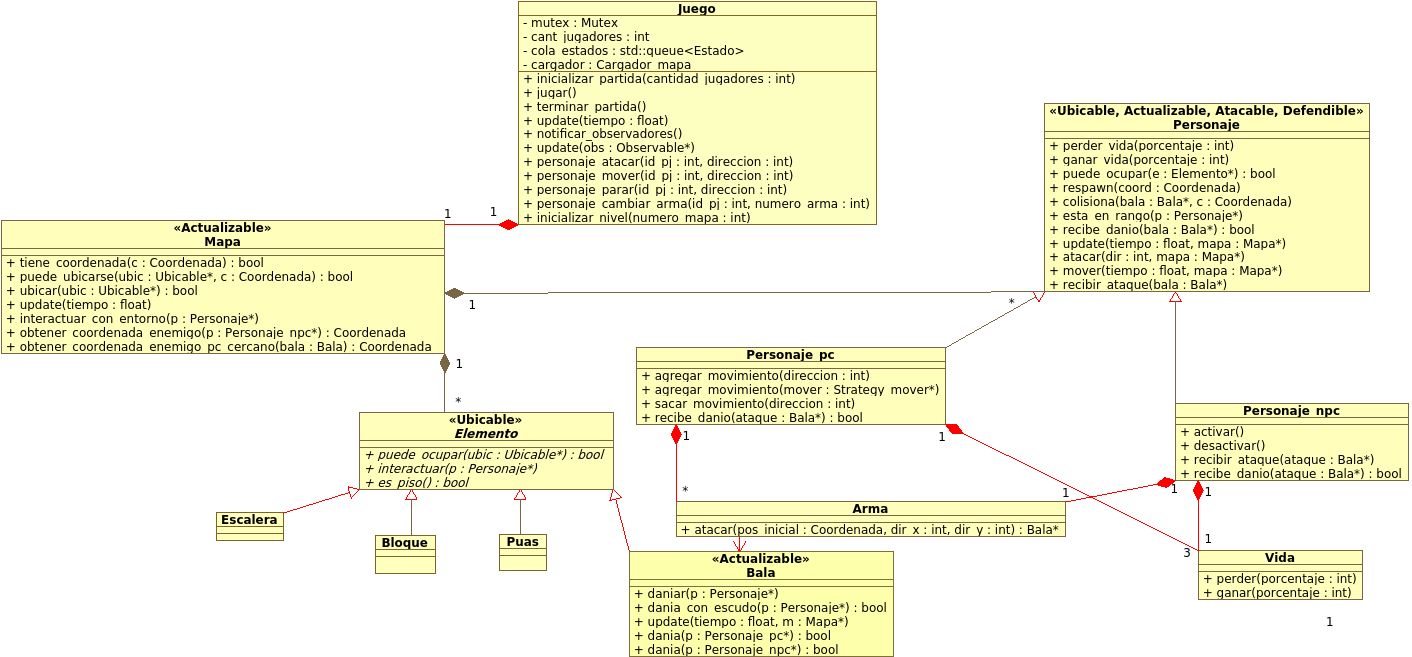 Juego
- mutex : Mutex
- cant_jugadores : int
- cola_estados : std::queue<Estado>
- cargador : Cargador_mapa
+ inicializar_partida(cantidad_jugadores : int)
+ jugar()
+ terminar_partida()
+ update(tiempo : float)
+ notificar_observadores()
+ update(obs : Observable*)
+ personaje_atacar(id_pj : int, direccion : int)
+ personaje_mover(id_pj : int, direccion : int)
+ personaje_parar(id_pj : int, direccion : int)
+ personaje_cambiar_arma(id_pj : int, numero_arma : int)
+ inicializar_nivel(numero_mapa : int)
«Ubicable, Actualizable, Atacable, Defendible»
Personaje
+ perder_vida(porcentaje : int)
+ ganar_vida(porcentaje : int)
+ puede_ocupar(e : Elemento*) : bool
+ respawn(coord : Coordenada)
+ colisiona(bala : Bala*, c : Coordenada)
+ esta_en_rango(p : Personaje*)
+ recibe_danio(bala : Bala*) : bool
+ update(tiempo : float, mapa : Mapa*)
+ atacar(dir : int, mapa : Mapa*)
+ mover(tiempo : float, mapa : Mapa*)
+ recibir_ataque(bala : Bala*)
1
1
«Actualizable»
Mapa
+ tiene_coordenada(c : Coordenada) : bool
+ puede_ubicarse(ubic : Ubicable*, c : Coordenada) : bool
+ ubicar(ubic : Ubicable*) : bool
+ update(tiempo : float)
+ interactuar_con_entorno(p : Personaje*)
+ obtener_coordenada_enemigo(p : Personaje_npc*) : Coordenada
+ obtener_coordenada_enemigo_pc_cercano(bala : Bala) : Coordenada
1
*
1
*
Personaje_pc
+ agregar_movimiento(direccion : int)
+ agregar_movimiento(mover : Strategy_mover*)
+ sacar_movimiento(direccion : int)
+ recibe_danio(ataque : Bala*) : bool
Personaje_npc
+ activar()
+ desactivar()
+ recibir_ataque(ataque : Bala*)
+ recibe_danio(ataque : Bala*) : bool
«Ubicable»
Elemento
+ puede_ocupar(ubic : Ubicable*) : bool
+ interactuar(p : Personaje*)
+ es_piso() : bool
1
1
*
1
1
1
1
3
Arma
+ atacar(pos_inicial : Coordenada, dir_x : int, dir_y : int) : Bala*
Escalera
Bloque
Puas
«Actualizable»
Bala
+ daniar(p : Personaje*)
+ dania_con_escudo(p : Personaje*) : bool
+ update(tiempo : float, m : Mapa*)
+ dania(p : Personaje_pc*) : bool
+ dania(p : Personaje_npc*) : bool
Vida
+ perder(porcentaje : int)
+ ganar(porcentaje : int)
1